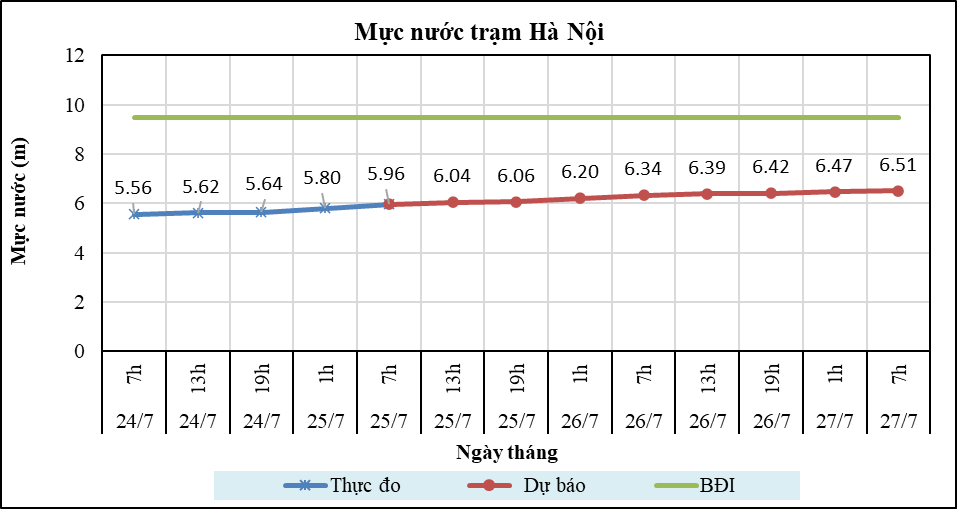 Mực nước trạm Hà Nội
Mực nước (m)
12
10
8
6
4
2
0
5.56 5.62 5.64 5.80 5.96 6.04 6.06 6.20 6.34 6.39 6.42 6.47 6.51
7h 13h 19h 1h 7h 13h 19h 1h 7h 13h 19h 1h 7h
24/7 24/7 24/7 25/7 25/7 25/7 25/7 26/7 26/7 26/7 26/7 27/7 27/7
Ngày tháng
Thực đo Dự báo BĐI